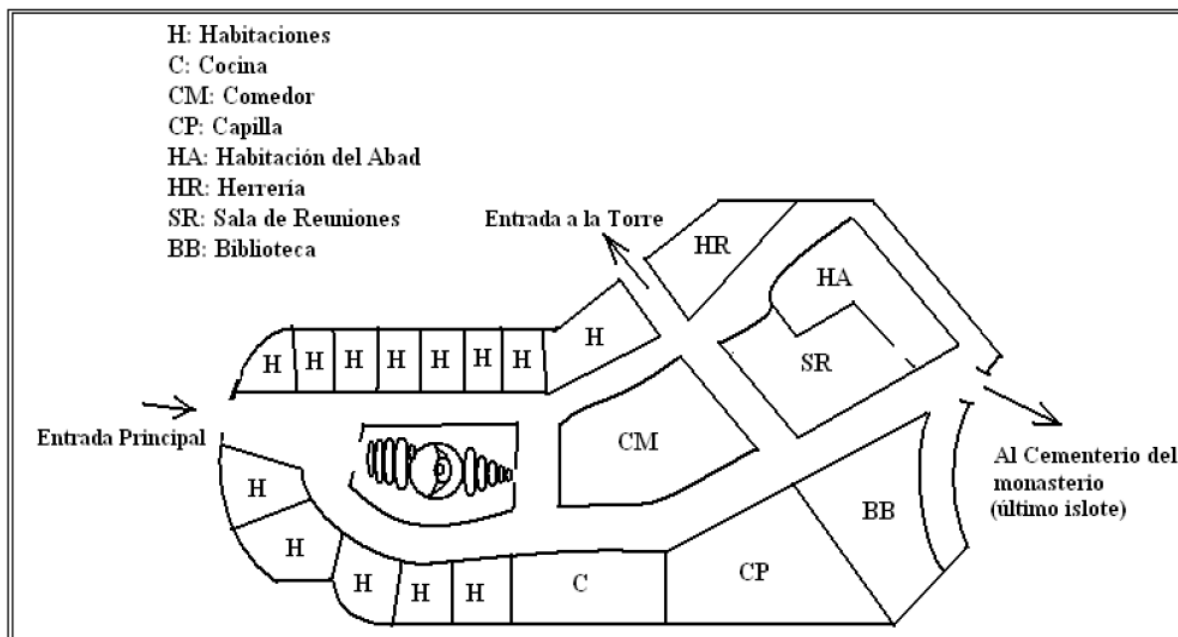 H: Habitaciones
C: Cocina
CM: Comedor
CP: Capilla
HA: Habitación del Abad
HR: Herrería
SR: Sala de Reuniones
BB: Biblioteca
Entrada a la Torre
HR
HA
H
H H H H H H H
SR
Entrada Principal
CM
Al Cementerio del
monasterio
(último islote)
H
BB
H
H H H C CP